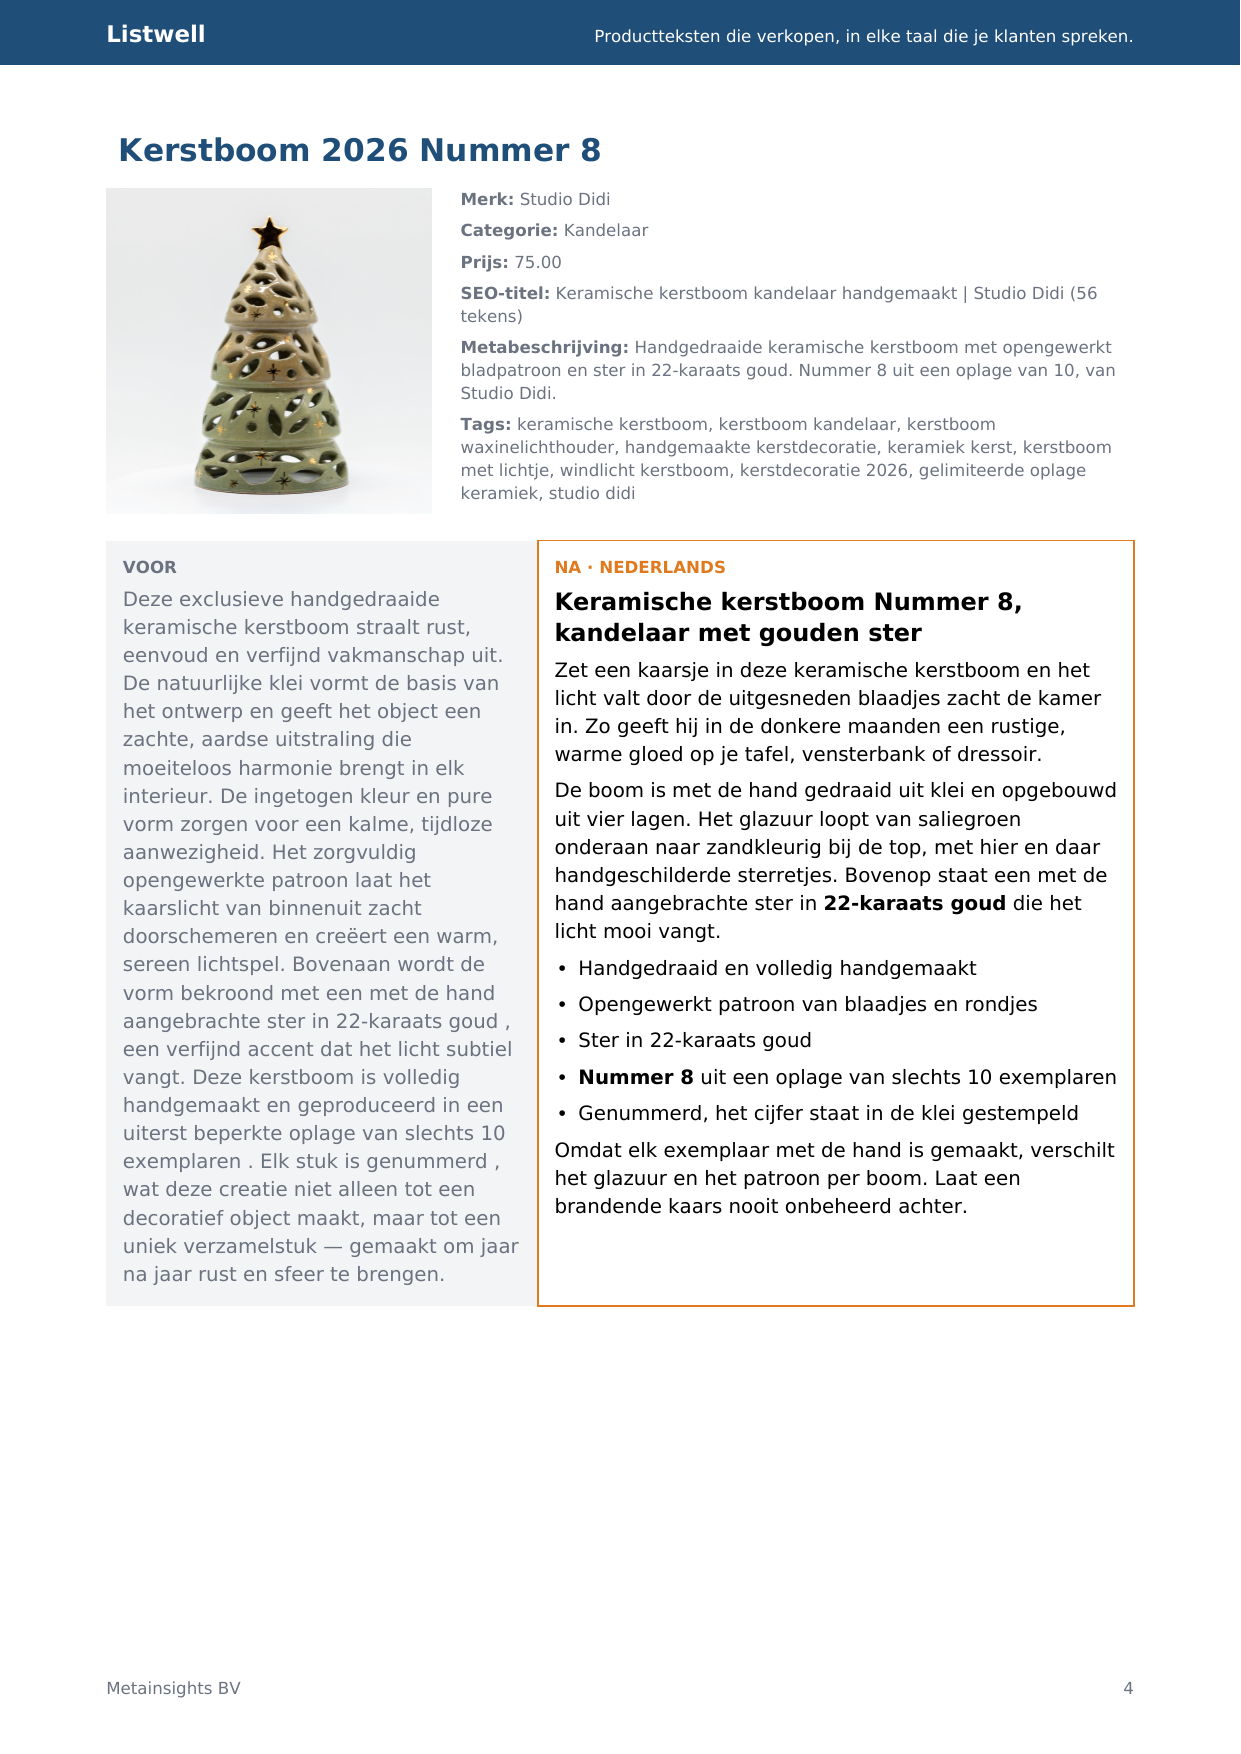 Listwell
Productteksten die verkopen, in elke taal die je klanten spreken.
Kerstboom 2026 Nummer 8
Merk: Studio Didi
Categorie: Kandelaar
Prijs: 75.00
SEO-titel: Keramische kerstboom kandelaar handgemaakt | Studio Didi (56
tekens)
Metabeschrijving: Handgedraaide keramische kerstboom met opengewerkt
bladpatroon en ster in 22-karaats goud. Nummer 8 uit een oplage van 10, van
Studio Didi.
Tags: keramische kerstboom, kerstboom kandelaar, kerstboom
waxinelichthouder, handgemaakte kerstdecoratie, keramiek kerst, kerstboom
met lichtje, windlicht kerstboom, kerstdecoratie 2026, gelimiteerde oplage
keramiek, studio didi
VOOR
Deze exclusieve handgedraaide
keramische kerstboom straalt rust,
eenvoud en verfijnd vakmanschap uit.
De natuurlijke klei vormt de basis van
het ontwerp en geeft het object een
zachte, aardse uitstraling die
moeiteloos harmonie brengt in elk
interieur. De ingetogen kleur en pure
vorm zorgen voor een kalme, tijdloze
aanwezigheid. Het zorgvuldig
opengewerkte patroon laat het
kaarslicht van binnenuit zacht
doorschemeren en creëert een warm,
sereen lichtspel. Bovenaan wordt de
vorm bekroond met een met de hand
aangebrachte ster in 22-karaats goud ,
een verfijnd accent dat het licht subtiel
vangt. Deze kerstboom is volledig
handgemaakt en geproduceerd in een
uiterst beperkte oplage van slechts 10
exemplaren . Elk stuk is genummerd ,
wat deze creatie niet alleen tot een
decoratief object maakt, maar tot een
uniek verzamelstuk — gemaakt om jaar
na jaar rust en sfeer te brengen.
NA · NEDERLANDS
Keramische kerstboom Nummer 8,
kandelaar met gouden ster
Zet een kaarsje in deze keramische kerstboom en het
licht valt door de uitgesneden blaadjes zacht de kamer
in. Zo geeft hij in de donkere maanden een rustige,
warme gloed op je tafel, vensterbank of dressoir.
De boom is met de hand gedraaid uit klei en opgebouwd
uit vier lagen. Het glazuur loopt van saliegroen
onderaan naar zandkleurig bij de top, met hier en daar
handgeschilderde sterretjes. Bovenop staat een met de
hand aangebrachte ster in 22-karaats goud die het
licht mooi vangt.
• Handgedraaid en volledig handgemaakt
• Opengewerkt patroon van blaadjes en rondjes
• Ster in 22-karaats goud
• Nummer 8 uit een oplage van slechts 10 exemplaren
• Genummerd, het cijfer staat in de klei gestempeld
Omdat elk exemplaar met de hand is gemaakt, verschilt
het glazuur en het patroon per boom. Laat een
brandende kaars nooit onbeheerd achter.
Metainsights BV
4